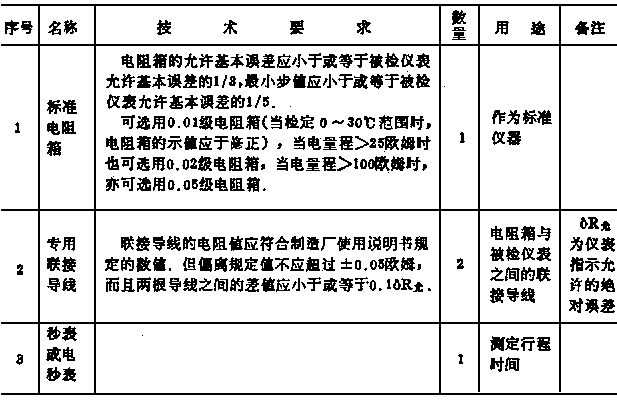 序号 名称 技 术 要 求 数量 用 途 备注
1 标准电阻箱
电阻箱的允许基本误差应小于或等于被检仪表
允许基本误差的1/3,最小步值应小于或等于被检
仪表允许基本误差的1/5.
可选用0.01级电阻箱(当检定0～30℃范围时,
电阻箱的示值应于修正),当电量程>25欧姆时
也可选用0.02级电阻箱,当电量程>100欧姆时,
亦可选用0.05级电阻箱.
1
作为标准
仪器
2 专用联接导线
联接导线的电阻值应符合制造厂使用说明书规
定的数值.但偏离规定值不应超过±0.05欧姆,
而且两根导线之间的差值应小于或等于0.1δR允.
2
电阻箱与
被检仪表
之间的联
接导线
δR允
为仪表
指示允
许的绝
对误差
3 秒表或电秒表
1
测定行程
时间